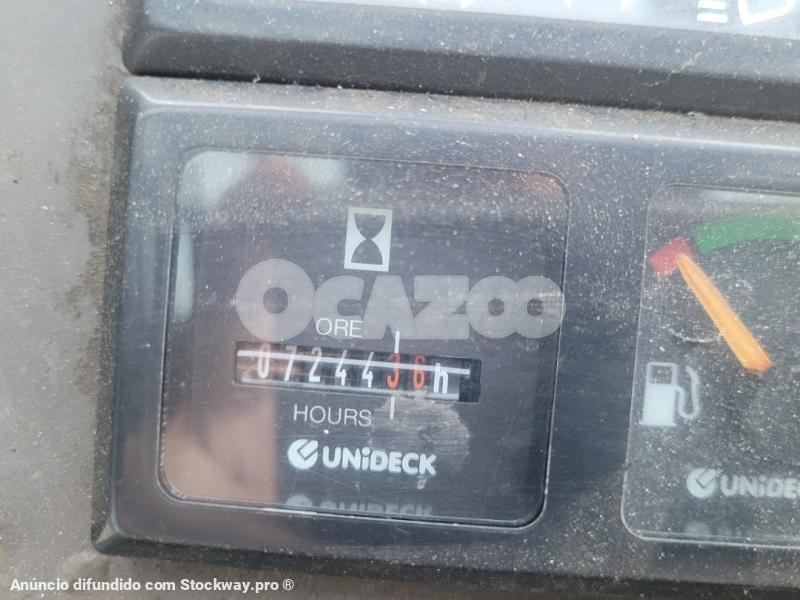 OCAZOO
ORE
0724436h
HOURS
UNiDECK
UNiDECK
Anúncio difundido com Stockway.pro ®